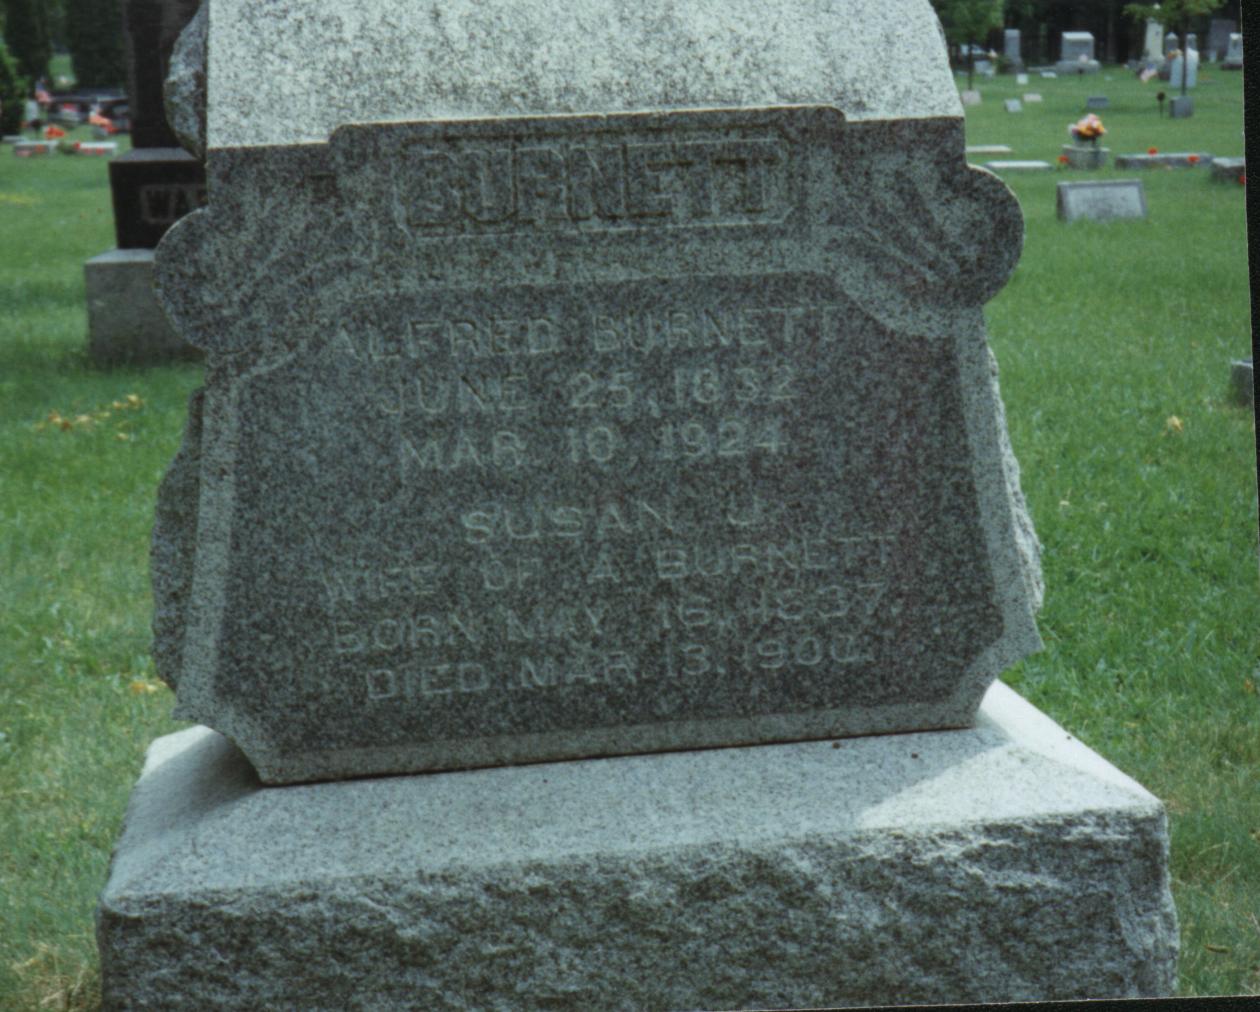 BURNETT
ALFRED BURNETT
JUNE 25, 1832
MAR. 10, 1924
SUSAN J.
WIFE OF A BURNETT
BORN MAY 16, 1837
DIED MAR. 13,